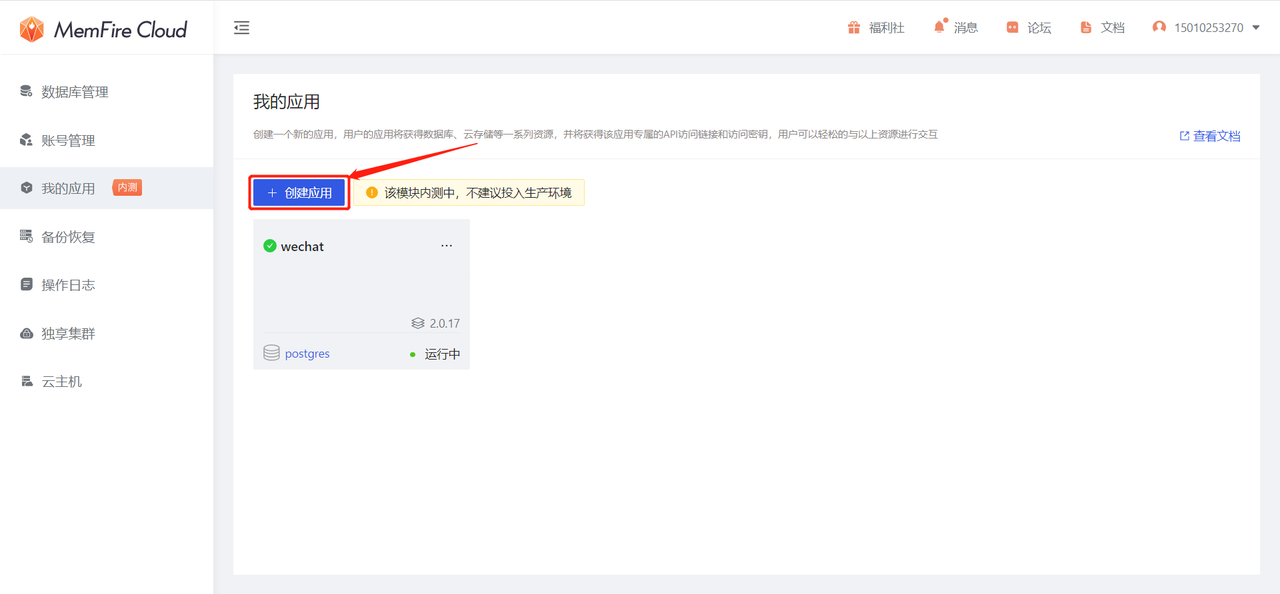 MemFire Cloud
福利社
消息
论坛
文档
15010253270
数据库管理
账号管理
我的应用 内测
备份恢复
操作日志
独享集群
云主机
我的应用
创建一个新的应用，用户的应用将获得数据库、云存储等一系列资源，并将获得该应用专属的API访问链接和访问密钥，用户可以轻松的与以上资源进行交互
查看文档
+ 创建应用
该模块内测中，不建议投入生产环境
wechat ...
2.0.17
postgres
运行中